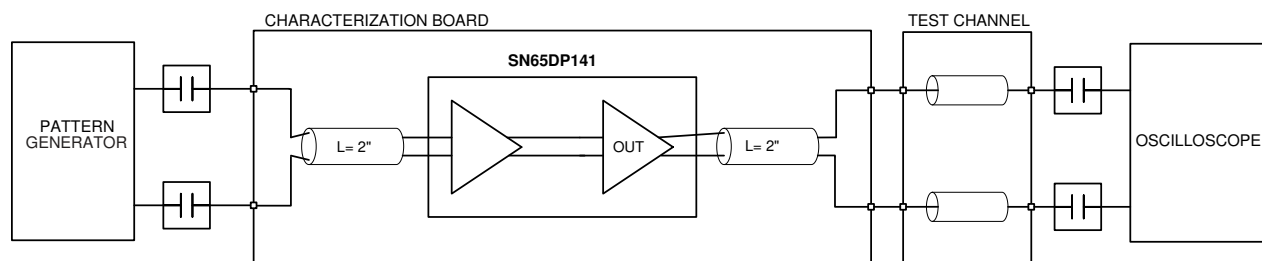 CHARACTERIZATION BOARD
TEST CHANNEL
SN65DP141
PATTERN
GENERATOR
L= 2"
OUT
L= 2"
OSCILLOSCOPE